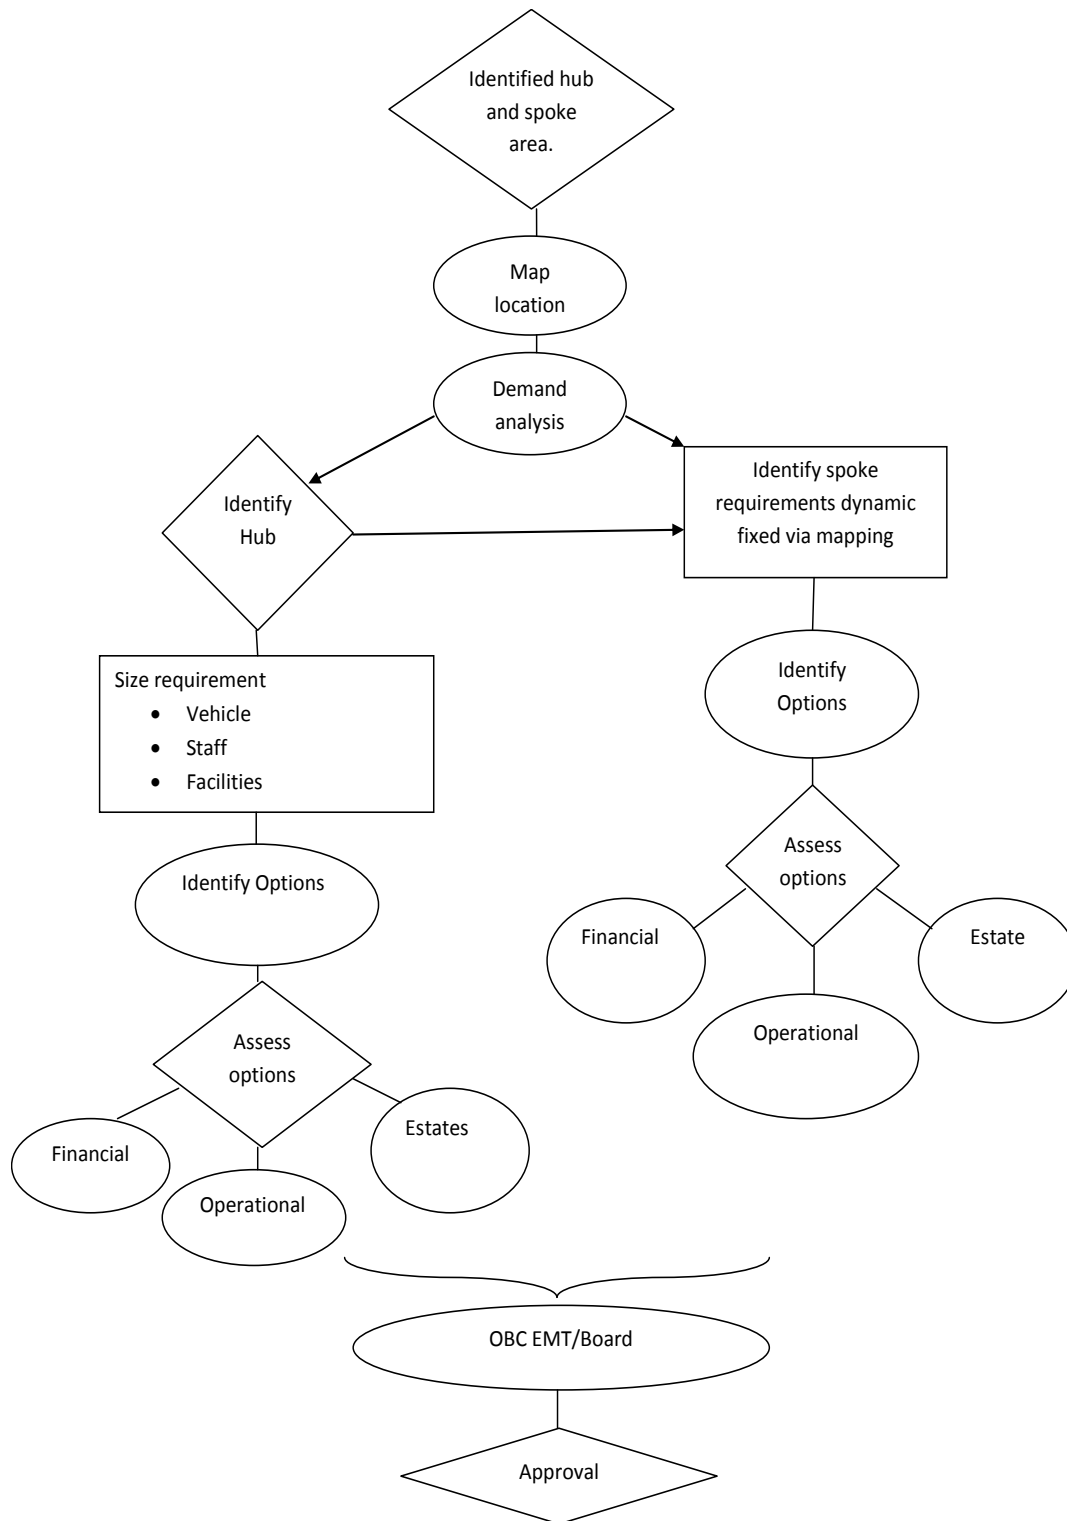 Identified hub
and spoke
area.
Map
location
Demand
analysis
Identify
Hub
Identify spoke
requirements dynamic
fixed via mapping
Size requirement
• Vehicle
• Staff
• Facilities
Identify
Options
Identify Options
Assess
options
Financial
Estate
Operational
Assess
options
Financial
Estates
Operational
OBC EMT/Board
Approval